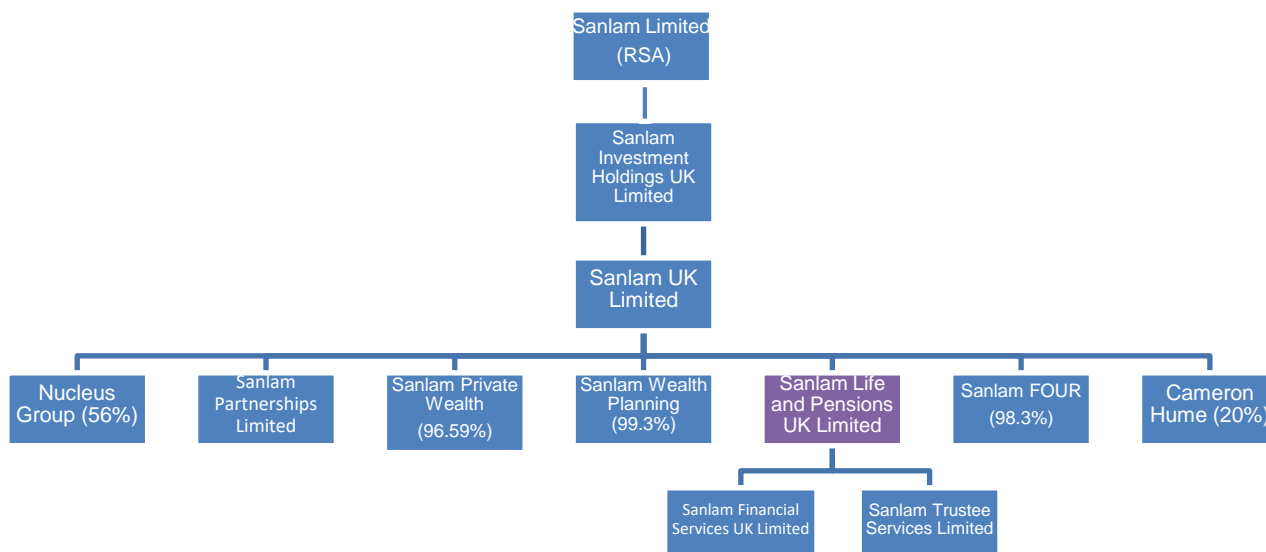 Sanlam Limited
(RSA)
Sanlam
Investment
Holdings UK
Limited
Sanlam UK
Limited
Nucleus
Group (56%)
Sanlam
Partnerships
Limited
Sanlam Private
Wealth
(96.59%)
Sanlam Wealth
Planning
(99.3%)
Sanlam Life
and Pensions
UK Limited
Sanlam FOUR
(98.3%)
Cameron
Hume (20%)
Sanlam Financial
Services UK Limited
Sanlam Trustee
Services Limited